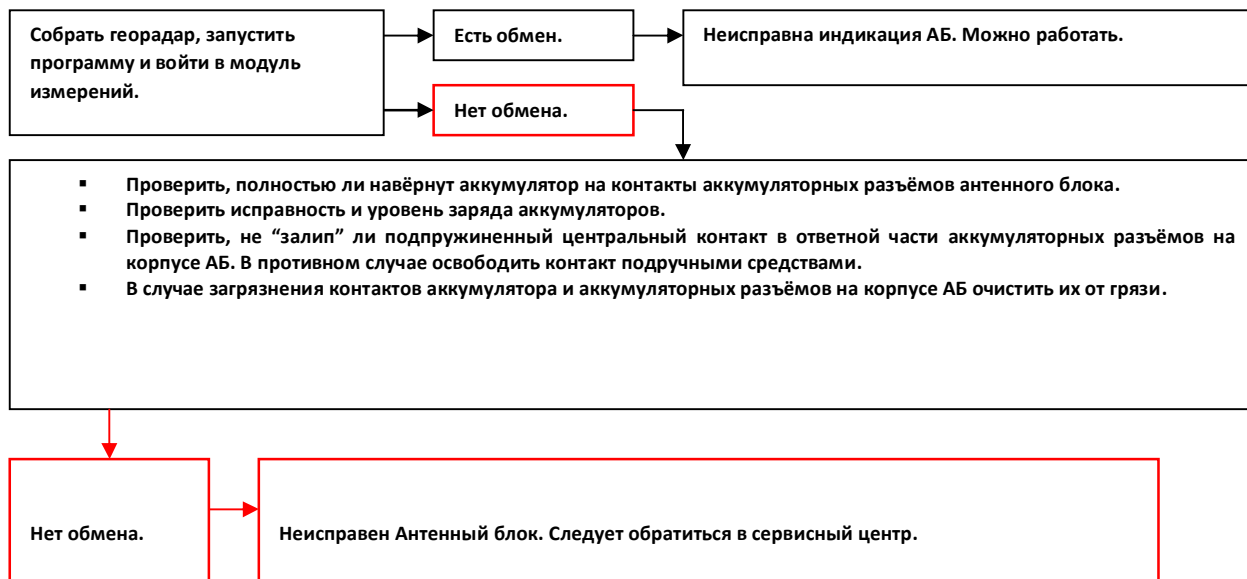 Собрать георадар, запустить
программу и войти в модуль
измерений.
Есть обмен.
Неисправна индикация АБ. Можно работать.
Нет обмена.
▪ Проверить, полностью ли навёрнут аккумулятор на контакты аккумуляторных разъёмов антенного блока.
▪ Проверить исправность и уровень заряда аккумуляторов.
▪ Проверить, не “залип” ли подпружиненный центральный контакт в ответной части аккумуляторных разъёмов на
корпусе АБ. В противном случае освободить контакт подручными средствами.
▪ В случае загрязнения контактов аккумулятора и аккумуляторных разъёмов на корпусе АБ очистить их от грязи.
Нет обмена.
Неисправен Антенный блок. Следует обратиться в сервисный центр.